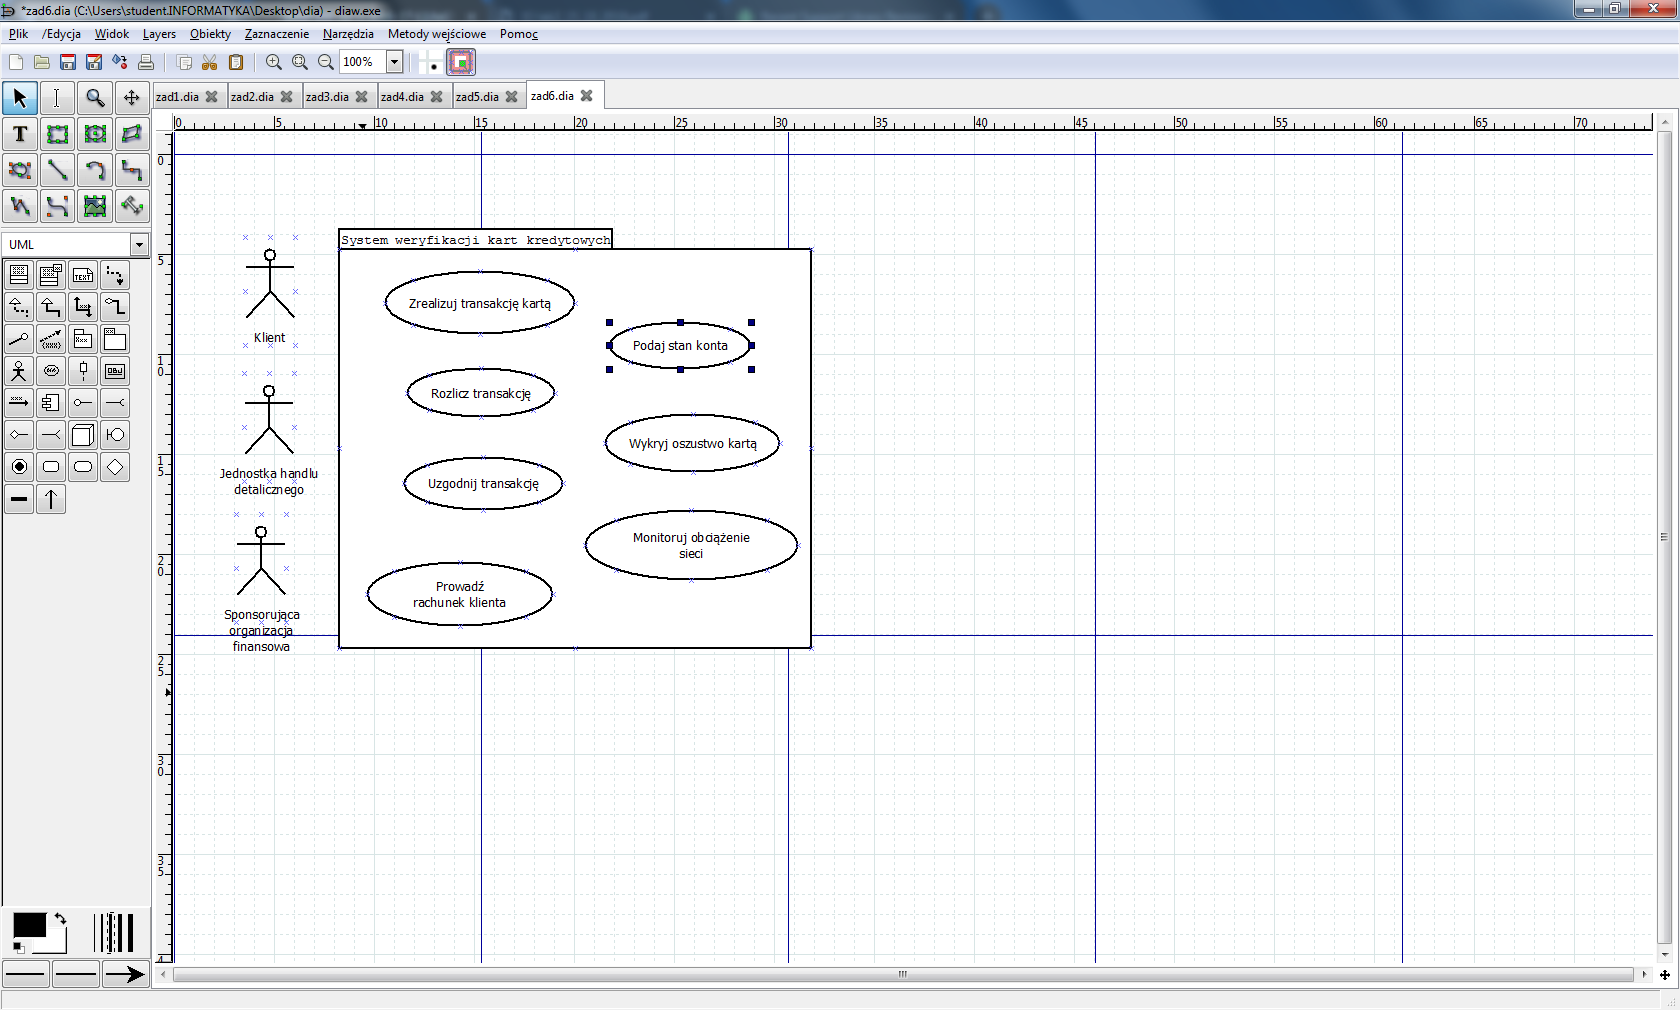 *zad6.dia (C:\Users\student.INFORMATYKA\Desktop\dia) - diaw.exe
Plik /Edycja Widok Layers Obiekty Zaznaczenie Narzędzia Metody wejściowe Pomoc
100%
zad1.dia zad2.dia zad3.dia zad4.dia zad5.dia zad6.dia
0 5 10 15 20 25 30 35 40 45 50 55 60 65 70
T
UML
TEXT
OBJ
0
5
10
15
20
25
30
35
4
System weryfikacji kart kredytowych
Zrealizuj transakcję kartą
Klient
Podaj stan konta
Rozlicz transakcję
Wykryj oszustwo kartą
Jednostka handlu
detalicznego
Uzgodnij transakcję
Monitoruj obciążenie
sieci
Prowadź
rachunek klienta
Sponsorująca
organizacja
finansowa